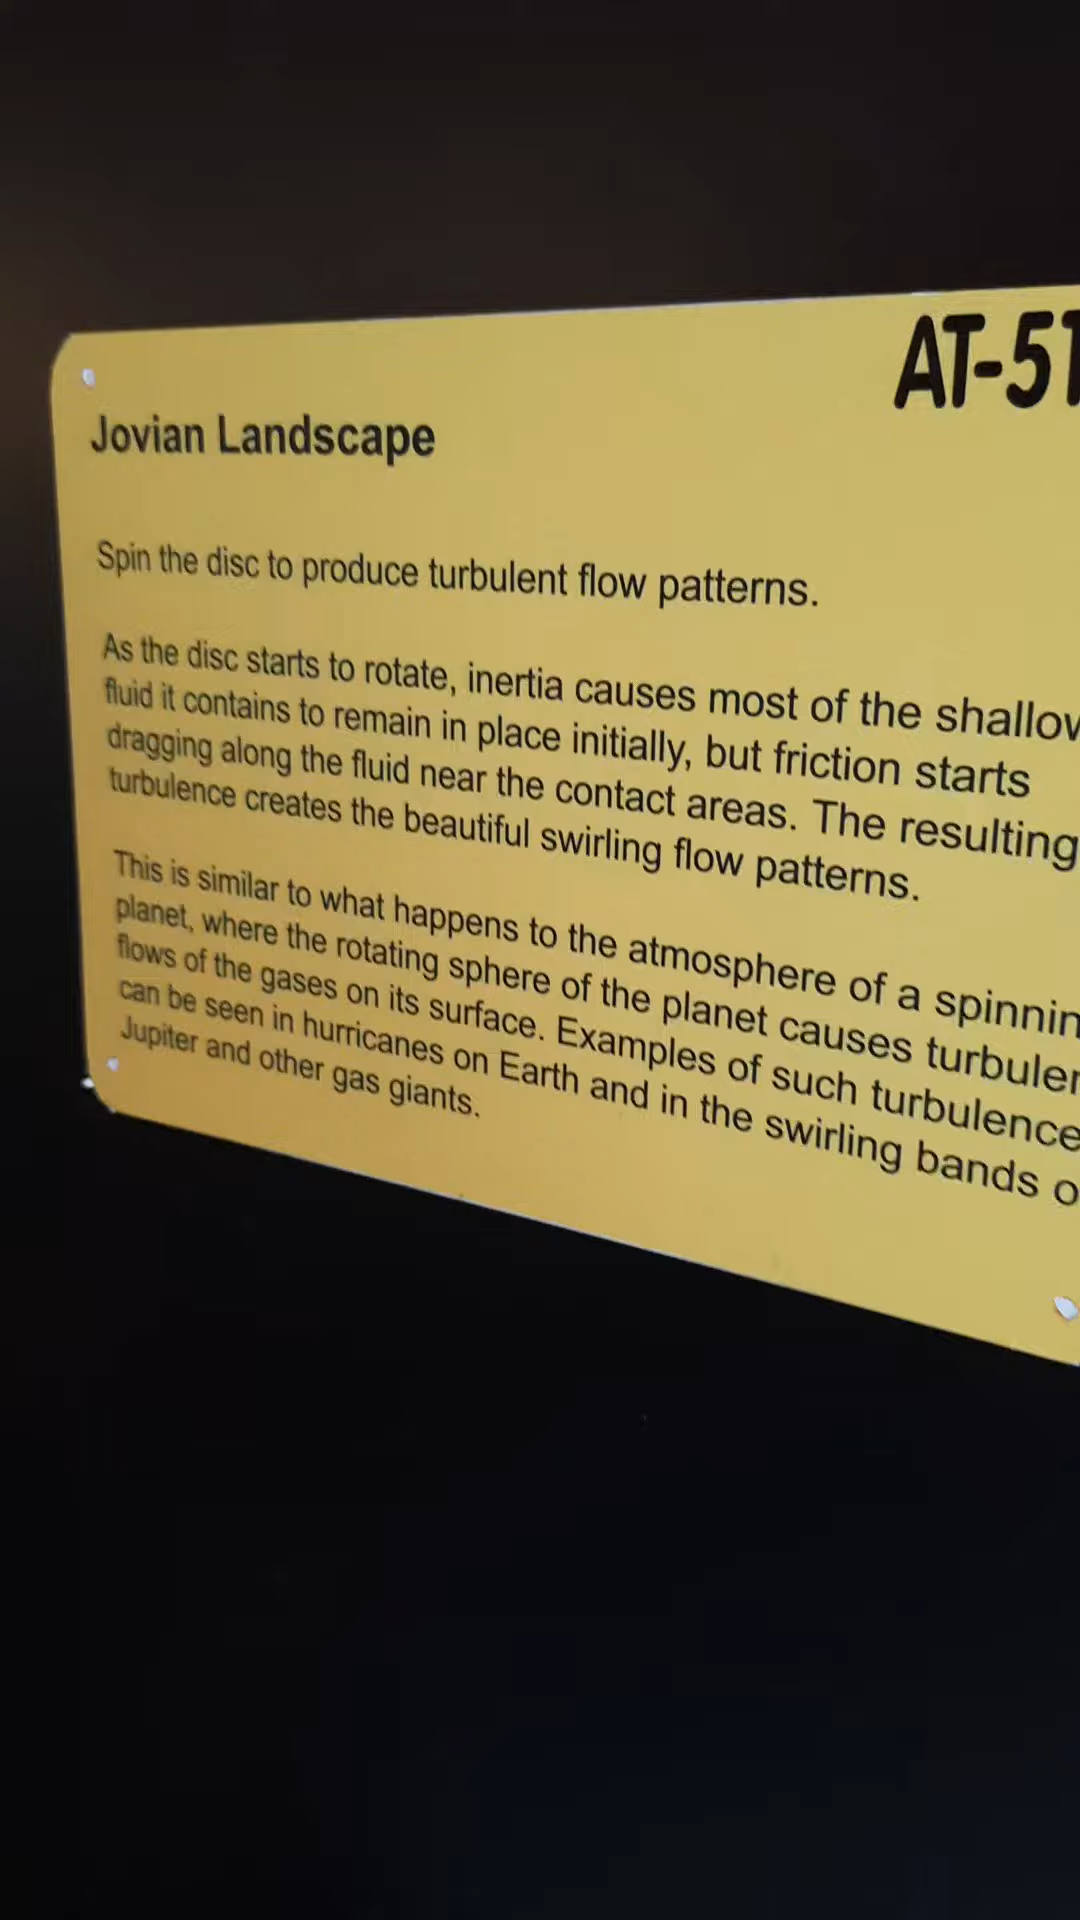 AT-5
Jovian Landscape
Spin the disc to produce turbulent flow patterns.
As the disc starts to rotate, inertia causes most of the shallow
fluid it contains to remain in place initially, but friction starts
dragging along the fluid near the contact areas. The resulting
turbulence creates the beautiful swirling flow patterns.
This is similar to what happens to the atmosphere of a spinnin
planet, where the rotating sphere of the planet causes turbulen
flows of the gases on its surface. Examples of such turbulence
can be seen in hurricanes on Earth and in the swirling bands o
Jupiter and other gas giants.